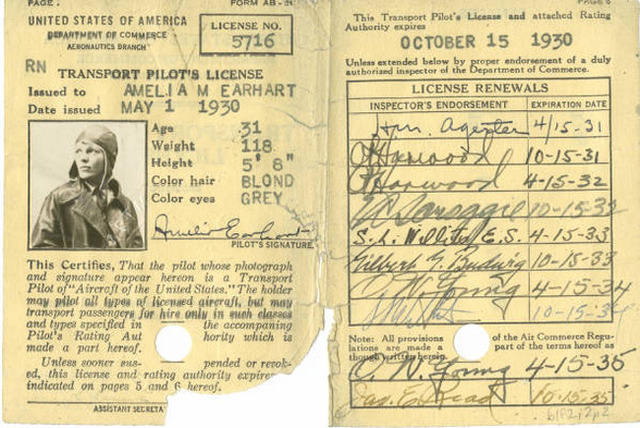 PAGE
FORM AB-
UNITED STATES OF AMERICA
DEPARTMENT OF COMMERCE
AERONAUTICS BRANCH
LICENSE NO.
5716
RN
TRANSPORT PILOT'S LICENSE
Issued to AMELIA M EARHART
Date issued MAY 1 1930
Age 31
Weight 118
Height 5' 8"
Color hair BLOND
Color eyes GREY
Amelia Earhart
PILOT'S SIGNATURE.
This Certifies, That the pilot whose photograph
and signature appear hereon is a Transport
Pilot of "Aircraft of the United States." The holder
may pilot all types of licensed aircraft, but may
transport passengers for hire only in such classes
and types specified in the accompanying
Pilot's Rating Aut hority which is
made a part hereof.
Unless sooner sus- pended or revok-
ed, this license and rating authority expires
indicated on pages 5 and 6 hereof.
ASSISTANT SECRETA
This Transport Pilot's License and attached Rating
Authority expires
OCTOBER 15 1930
Unless extended below by proper endorsement of a duly
authorized inspector of the Department of Commerce.
LICENSE RENEWALS
INSPECTOR'S ENDORSEMENT EXPIRATION DATE
4/15-31
Harwood 10-15-31
Harwood 4-15-32
10-15-32
E.S. 4-15-33
Gilbert G. Budwig 10-15-33
O. W. Young 4-15-34
10-15-34
Note: All provisions of the Air Commerce Regu-
lations are made a part of the terms hereof as
though written herein.
O. W. Young 4-15-35
10-15-35